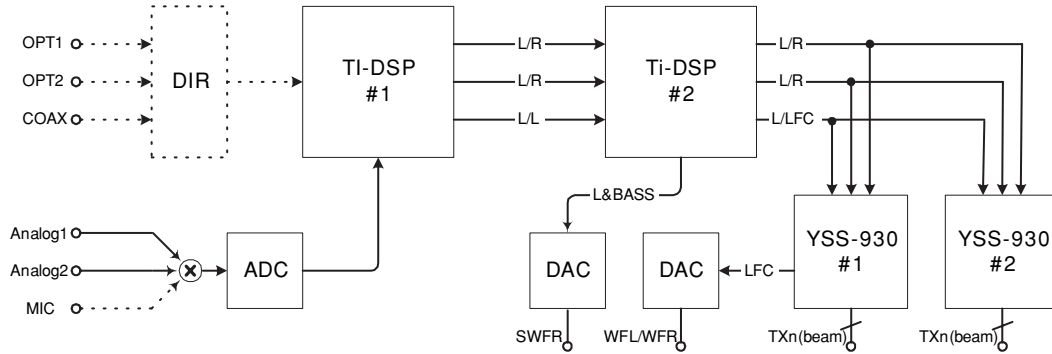 OPT1
OPT2
COAX
DIR
TI-DSP
#1
L/R
L/R
L/L
Ti-DSP
#2
L/R
L/R
L/LFC
L&BASS
Analog1
Analog2
MIC
ADC
DAC
DAC
LFC
YSS-930
#1
YSS-930
#2
SWFR
WFL/WFR
TXn(beam)
TXn(beam)